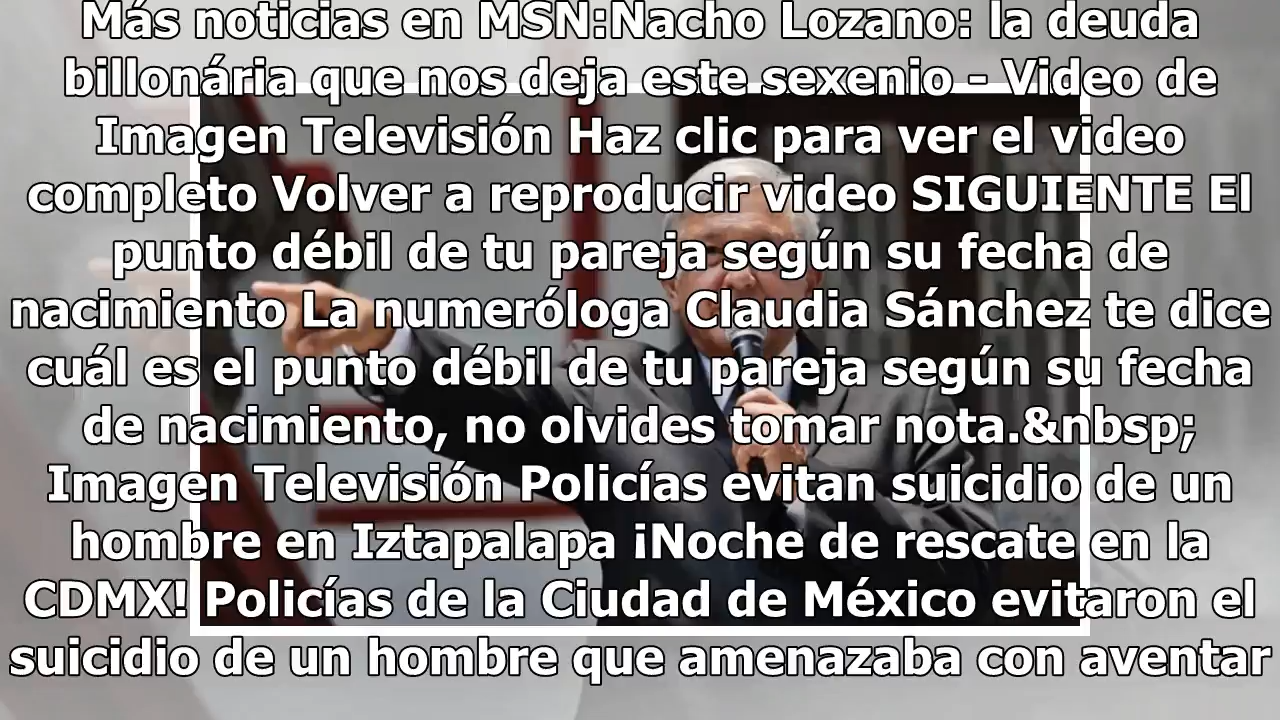 Más noticias en MSN:Nacho Lozano: la deuda
billonária que nos deja este sexenio - Video de
Imagen Televisión Haz clic para ver el video
completo Volver a reproducir video SIGUIENTE El
punto débil de tu pareja según su fecha de
nacimiento La numeróloga Claudia Sánchez te dice
cuál es el punto débil de tu pareja según su fecha
de nacimiento, no olvides tomar nota.&nbsp;
Imagen Televisión Policías evitan suicidio de un
hombre en Iztapalapa ¡Noche de rescate en la
CDMX! Policías de la Ciudad de México evitaron el
suicidio de un hombre que amenazaba con aventar